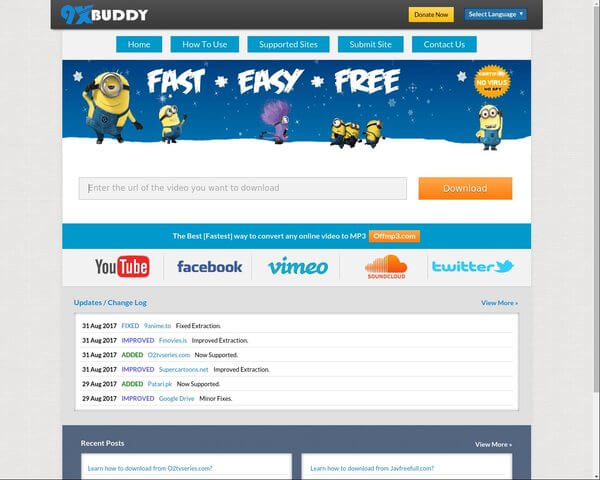 9XBUDDY
Donate Now
Select Language
Home
How To Use
Supported Sites
Submit Site
Contact Us
FAST * EASY * FREE
CERTIFIED
NO VIRUS
NO SPY
Enter the url of the video you want to download
Download
The Best [Fastest] way to convert any online video to MP3 Offmp3.com
YouTube
facebook
vimeo
SOUNDCLOUD
twitter
Updates / Change Log
View More »
31 Aug 2017 FIXED 9anime.to Fixed Extraction.
31 Aug 2017 IMPROVED Fmovies.is Improved Extraction.
31 Aug 2017 ADDED O2tvseries.com Now Supported.
31 Aug 2017 IMPROVED Supercartoons.net Improved Extraction.
29 Aug 2017 ADDED Patari.pk Now Supported.
29 Aug 2017 IMPROVED Google Drive Minor Fixes.
Recent Posts
View More »
Learn how to download from O2tvseries.com?
Learn how to download from Javfreefull.com?